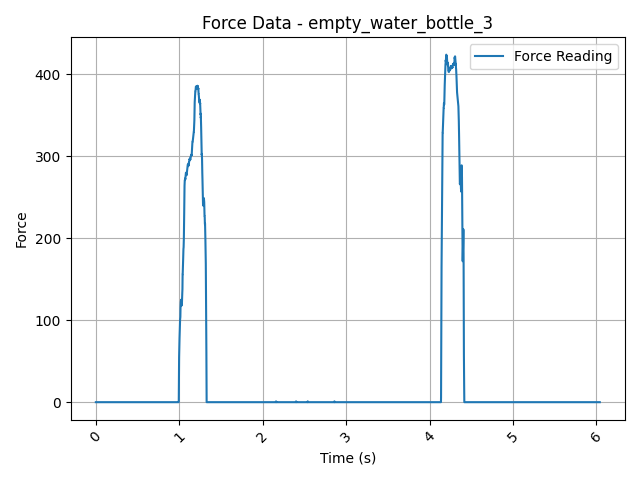 Force Data - empty_water_bottle_3
Force Reading
400
300
200
100
0
Force
0 1 2 3 4 5 6
Time (s)